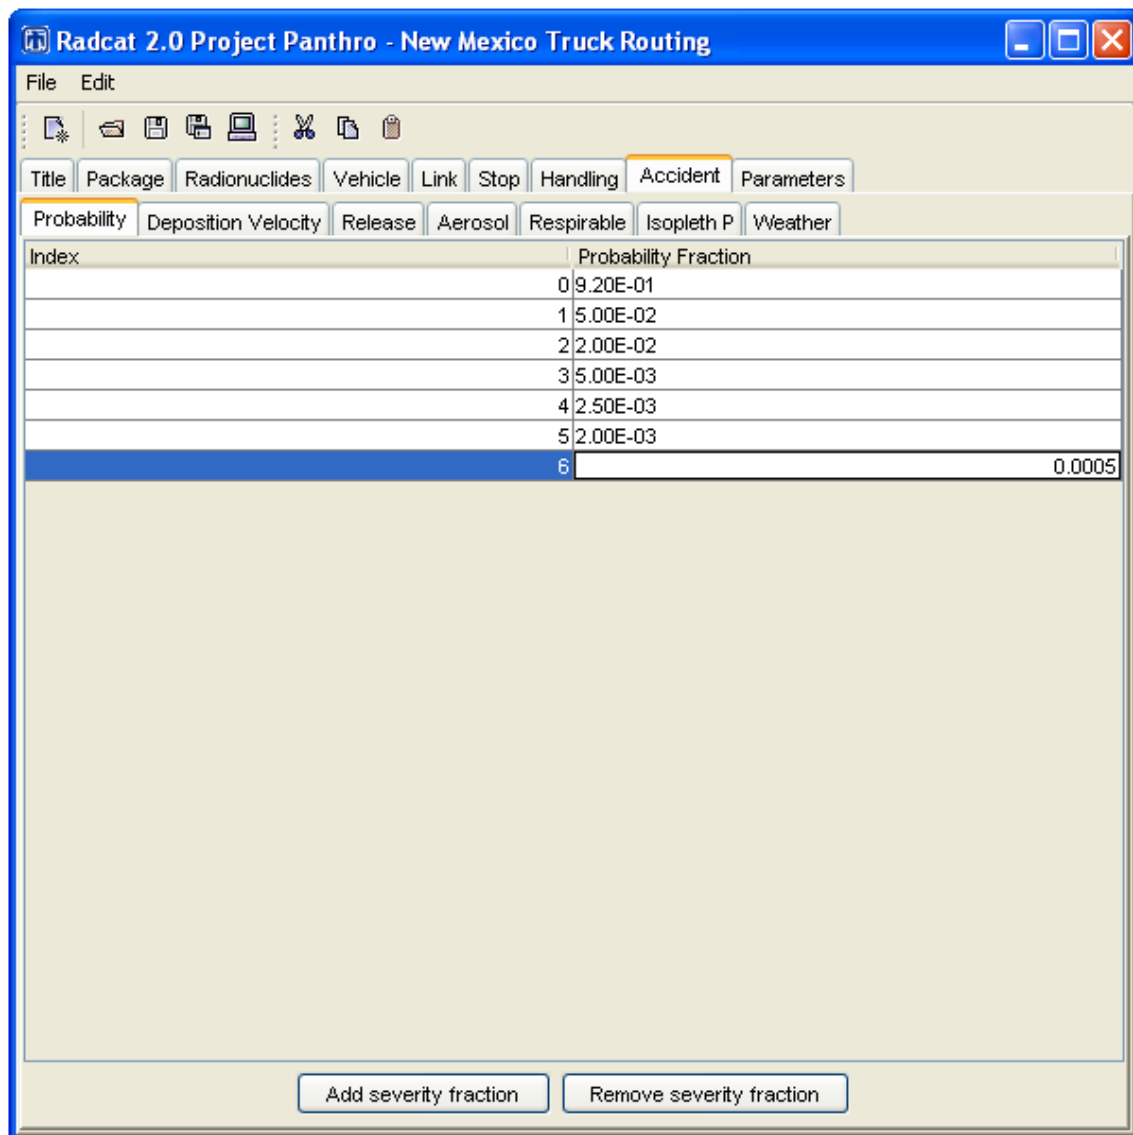 Radcat 2.0 Project Panthro - New Mexico Truck Routing
File Edit
Title Package Radionuclides Vehicle Link Stop Handling Accident Parameters
Probability Deposition Velocity Release Aerosol Respirable Isopleth P Weather
Index Probability Fraction
0 9.20E-01
1 5.00E-02
2 2.00E-02
3 5.00E-03
4 2.50E-03
5 2.00E-03
6 0.0005
Add severity fraction Remove severity fraction